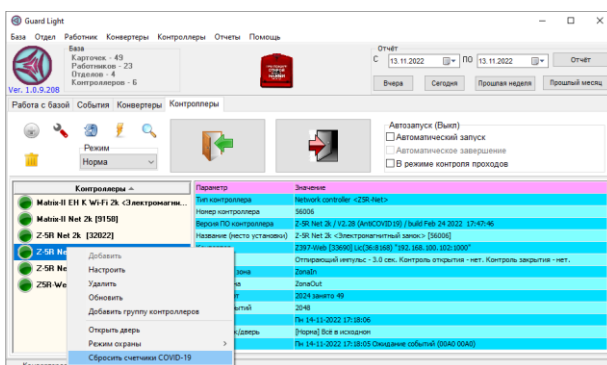 Guard Light
База Отдел Работник Конвертеры Контроллеры Отчеты Помощь
База
Карточек - 49
Работников - 23
Отделов - 4
Контроллеров - 6
Ver. 1.0.9.208
Отчёт
С 13.11.2022 ПО 13.11.2022 Отчёт
Вчера Сегодня Прошлая неделя Прошлый месяц
Работа с базой События Конвертеры Контроллеры
Режим
Норма
Автозапуск (Выкл)
Автоматический запуск
Автоматическое завершение
В режиме контроля проходов
Контроллеры Параметр Значение
Matrix-II EH K Wi-Fi 2k <Электромагни... Тип контроллера Network controller <Z5R-Net>
Номер контроллера 56006
Matrix-II Net 2k [9158] Версия ПО контроллера Z-5R Net 2k / V2.28 (AntiCOVID19) / build Feb 24 2022 17:47:46
Z-5R Net 2k [32022] Название (место установки) Z-5R Net 2k <Электромагнитный замок> [56006]
Z397-Web [33690] Lic(36:8168) "192.168.100.102:1000"
Z-5R Ne
Отпирающий импульс - 3.0 сек. Контроль открытия - нет. Контроль закрытия - нет.
Z-5R Ne зона ZonaIn
ZonaOut
Z5R-We 2024 занято 49
2048
Пн 14-11-2022 17:18:06
/дверь [Норма] Всё в исходном
Пн 14-11-2022 17:18:05 Ожидание событий (00A0 00A0)
Добавить
Настроить
Удалить
Обновить
Добавить группу контроллеров
Открыть дверь
Режим охраны
Сбросить счетчики COVID-19